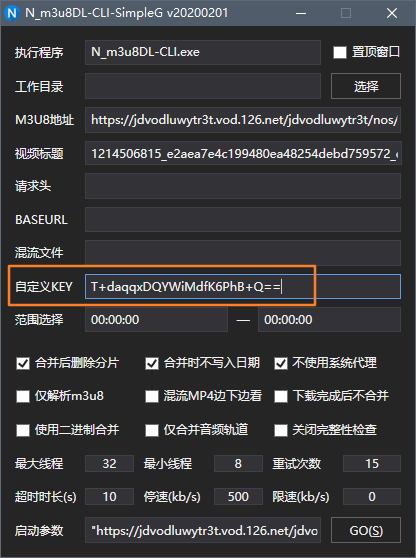 N_m3u8DL-CLI-SimpleG v20200201
执行程序 N_m3u8DL-CLI.exe 置顶窗口
工作目录 选择
M3U8地址 https://jdvodluwytr3t.vod.126.net/jdvodluwytr3t/nos/
视频标题 1214506815_e2aea7e4c199480ea48254debd759572_
请求头
BASEURL
混流文件
自定义KEY T+daqqxDQYWiMdfK6PhB+Q==
范围选择 00:00:00 — 00:00:00
合并后删除分片 合并时不写入日期 不使用系统代理
仅解析m3u8 混流MP4边下边看 下载完成后不合并
使用二进制合并 仅合并音频轨道 关闭完整性检查
最大线程 32 最小线程 8 重试次数 15
超时时长(s) 10 停速(kb/s) 500 限速(kb/s) 0
启动参数 "https://jdvodluwytr3t.vod.126.net/jdvo GO(S)